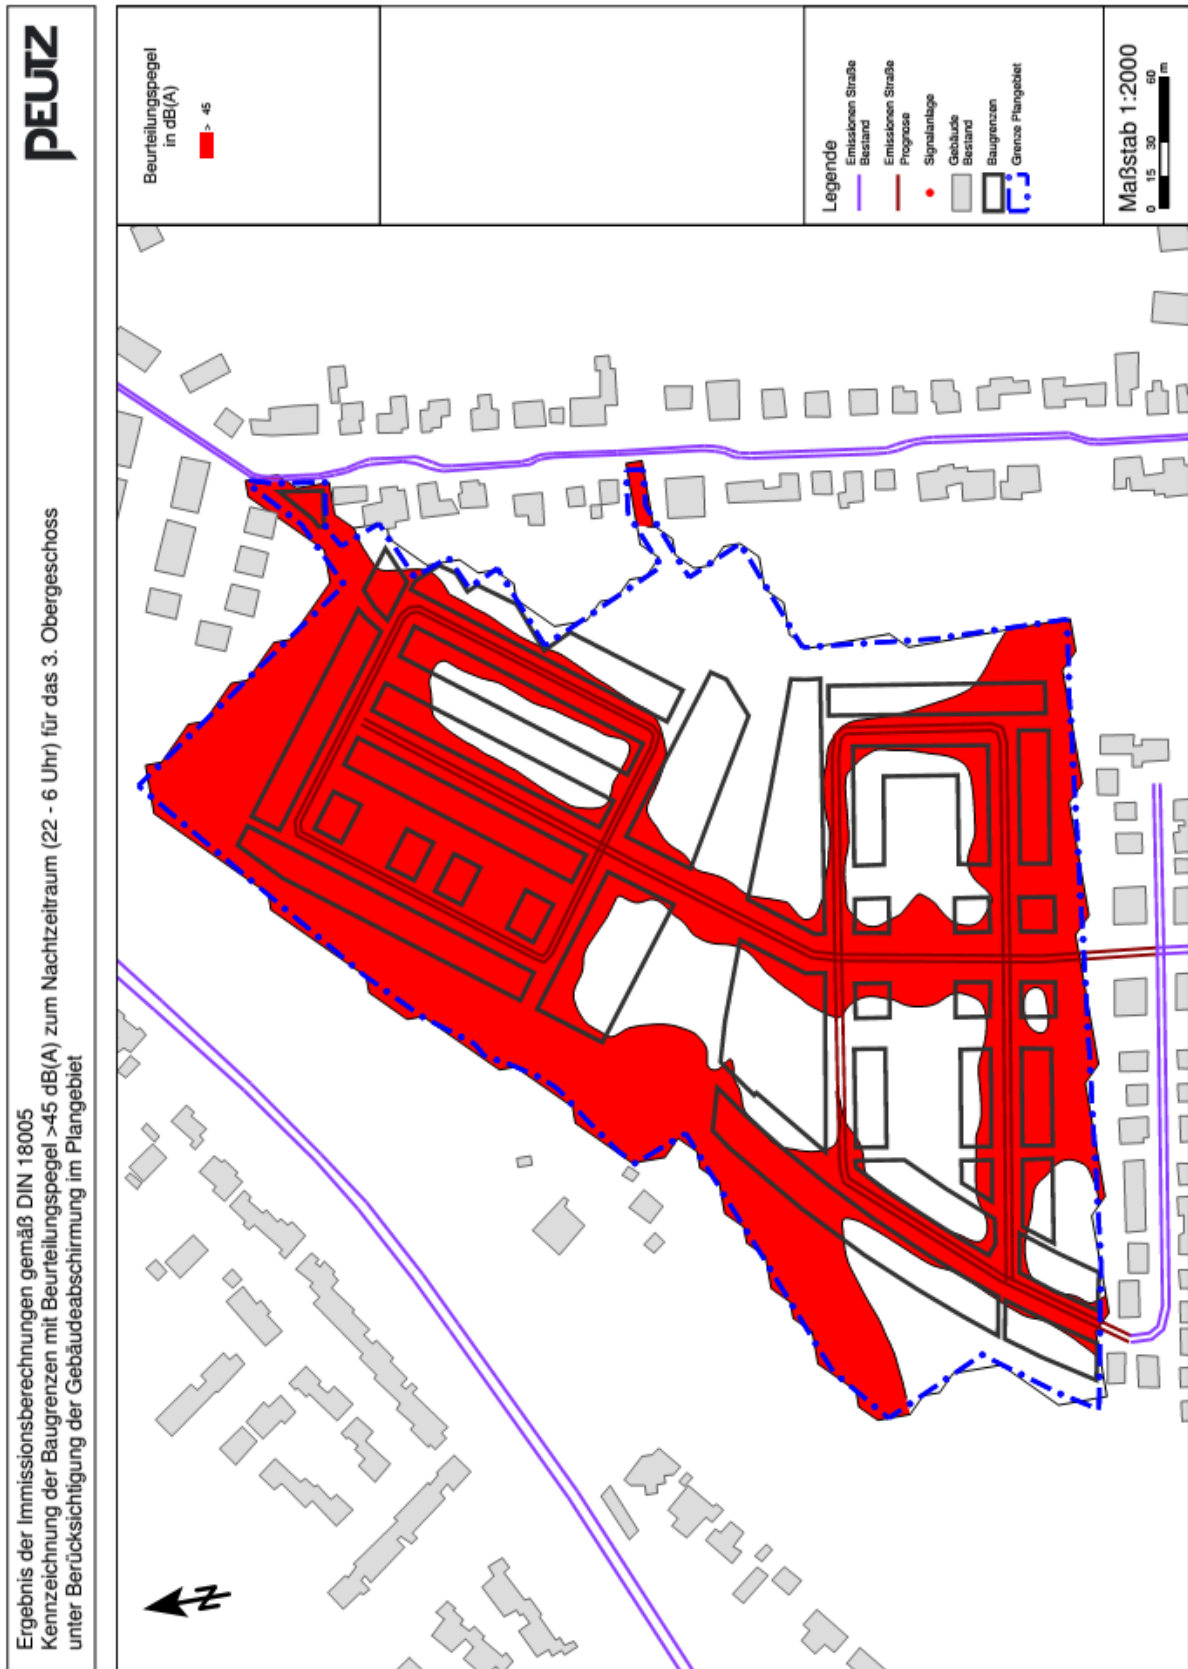 Ergebnis der Immissionsberechnungen gemäß DIN 18005
Kennzeichnung der Baugrenzen mit Beurteilungspegel >45 dB(A) zum Nachtzeitraum (22 - 6 Uhr) für das 3. Obergeschoss
unter Berücksichtigung der Gebäudeabschirmung im Plangebiet
PEUTZ
Beurteilungspegel
in dB(A)
> 45
Legende
Emissionen Straße
Bestand
Emissionen Straße
Prognose
Signalanlage
Gebäude
Bestand
Baugrenzen
Grenze Plangebiet
Maßstab 1:2000
0 15 30 60
m
N